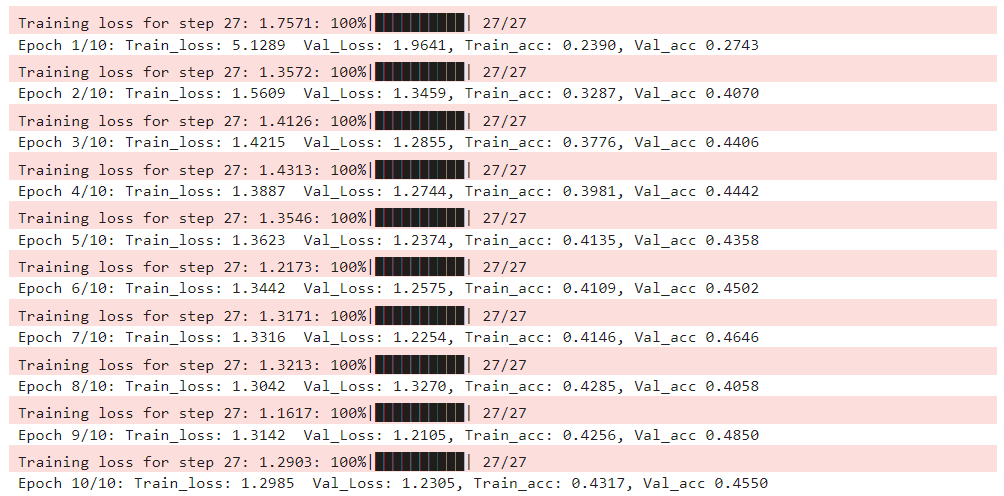 Training loss for step 27: 1.7571: 100%|██████████| 27/27
Epoch 1/10: Train_loss: 5.1289  Val_Loss: 1.9641, Train_acc: 0.2390, Val_acc 0.2743
Training loss for step 27: 1.3572: 100%|██████████| 27/27
Epoch 2/10: Train_loss: 1.5609  Val_Loss: 1.3459, Train_acc: 0.3287, Val_acc 0.4070
Training loss for step 27: 1.4126: 100%|██████████| 27/27
Epoch 3/10: Train_loss: 1.4215  Val_Loss: 1.2855, Train_acc: 0.3776, Val_acc 0.4406
Training loss for step 27: 1.4313: 100%|██████████| 27/27
Epoch 4/10: Train_loss: 1.3887  Val_Loss: 1.2744, Train_acc: 0.3981, Val_acc 0.4442
Training loss for step 27: 1.3546: 100%|██████████| 27/27
Epoch 5/10: Train_loss: 1.3623  Val_Loss: 1.2374, Train_acc: 0.4135, Val_acc 0.4358
Training loss for step 27: 1.2173: 100%|██████████| 27/27
Epoch 6/10: Train_loss: 1.3442  Val_Loss: 1.2575, Train_acc: 0.4109, Val_acc 0.4502
Training loss for step 27: 1.3171: 100%|██████████| 27/27
Epoch 7/10: Train_loss: 1.3316  Val_Loss: 1.2254, Train_acc: 0.4146, Val_acc 0.4646
Training loss for step 27: 1.3213: 100%|██████████| 27/27
Epoch 8/10: Train_loss: 1.3042  Val_Loss: 1.3270, Train_acc: 0.4285, Val_acc 0.4058
Training loss for step 27: 1.1617: 100%|██████████| 27/27
Epoch 9/10: Train_loss: 1.3142  Val_Loss: 1.2105, Train_acc: 0.4256, Val_acc 0.4850
Training loss for step 27: 1.2903: 100%|██████████| 27/27
Epoch 10/10: Train_loss: 1.2985  Val_Loss: 1.2305, Train_acc: 0.4317, Val_acc 0.4550